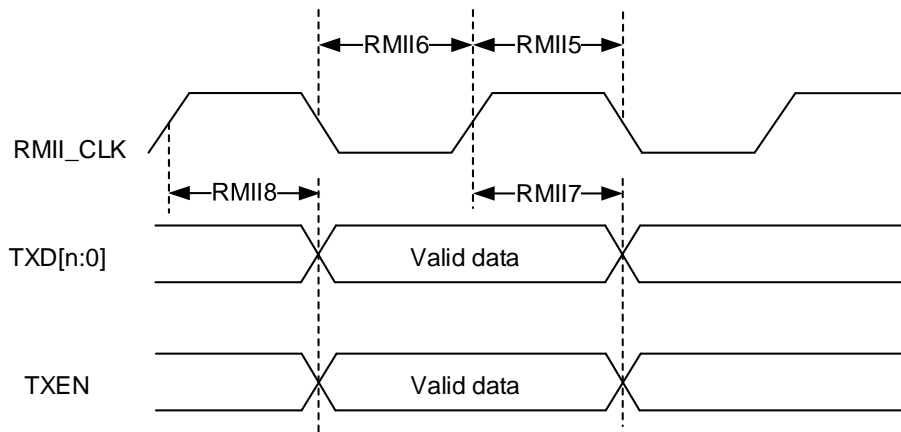 RMII6 RMII5
RMII_CLK
RMII8 RMII7
TXD[n:0] Valid data
TXEN Valid data